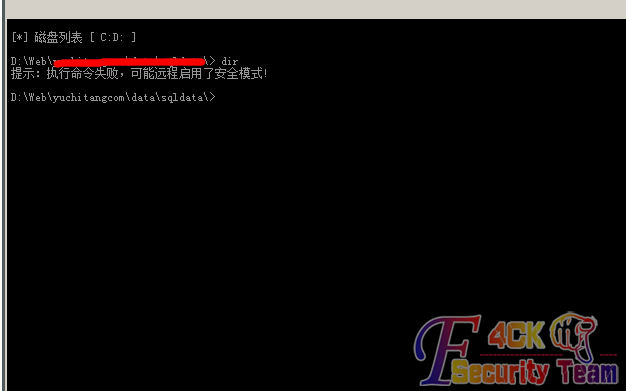 [*] 磁盘列表 [ C:D: ]
D:\Web\ \> dir
提示：执行命令失败，可能远程启用了安全模式!
D:\Web\yuchitangcom\data\sqldata\>
F4CK
Security Team